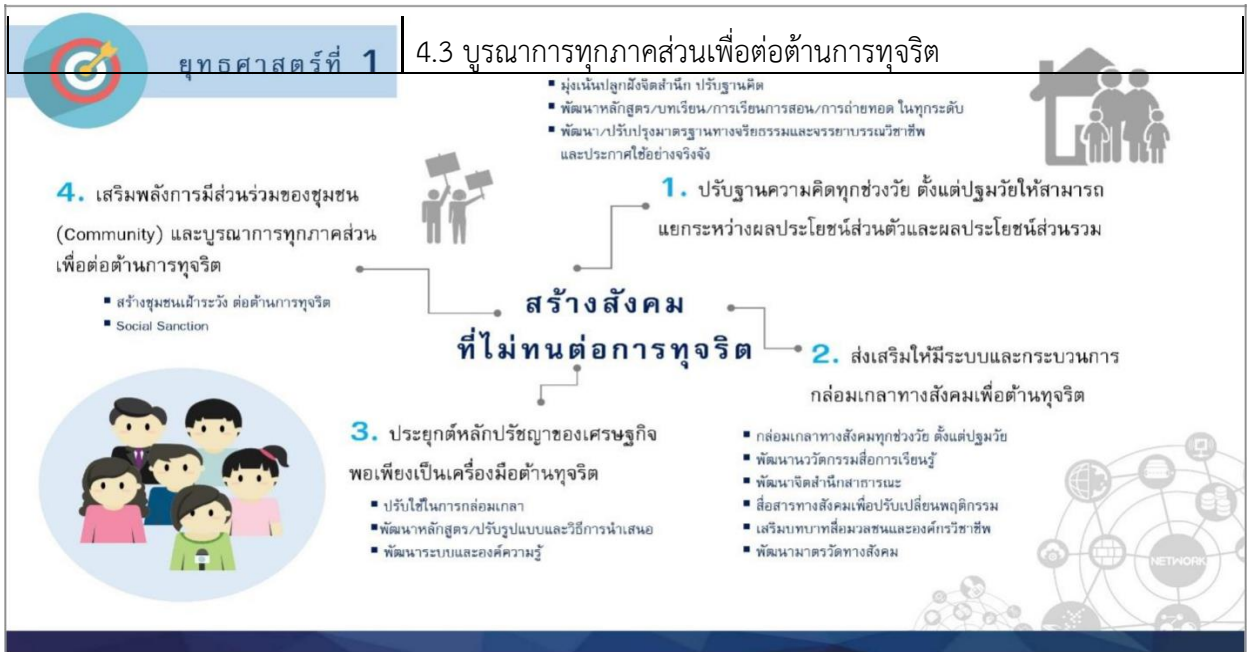 ยุทธศาสตร์ที่ 1
4.3 บูรณาการทุกภาคส่วนเพื่อต่อต้านการทุจริต
▪ มุ่งเน้นปลูกฝังจิตสำนึก ปรับฐานคิด
▪ พัฒนาหลักสูตร/บทเรียน/การเรียนการสอน/การถ่ายทอด ในทุกระดับ
▪ พัฒนา/ปรับปรุงมาตรฐานทางจริยธรรมและจรรยาบรรณวิชาชีพ
และประกาศใช้อย่างจริงจัง
1. ปรับฐานความคิดทุกช่วงวัย ตั้งแต่ปฐมวัยให้สามารถ
แยกระหว่างผลประโยชน์ส่วนตัวและผลประโยชน์ส่วนรวม
4. เสริมพลังการมีส่วนร่วมของชุมชน
(Community) และบูรณาการทุกภาคส่วน
เพื่อต่อต้านการทุจริต
▪ สร้างชุมชนเฝ้าระวัง ต่อต้านการทุจริต
▪ Social Sanction
สร้างสังคม
ที่ไม่ทนต่อการทุจริต
2. ส่งเสริมให้มีระบบและกระบวนการ
กล่อมเกลาทางสังคมเพื่อต้านทุจริต
▪ กล่อมเกลาทางสังคมทุกช่วงวัย ตั้งแต่ปฐมวัย
▪ พัฒนานวัตกรรมสื่อการเรียนรู้
▪ พัฒนาจิตสำนึกสาธารณะ
▪ สื่อสารทางสังคมเพื่อปรับเปลี่ยนพฤติกรรม
▪ เสริมบทบาทสื่อมวลชนและองค์กรวิชาชีพ
▪ พัฒนามาตรวัดทางสังคม
3. ประยุกต์หลักปรัชญาของเศรษฐกิจ
พอเพียงเป็นเครื่องมือต้านทุจริต
▪ ปรับใช้ในการกล่อมเกลา
▪พัฒนาหลักสูตร/ปรับรูปแบบและวิธีการนำเสนอ
▪ พัฒนาระบบและองค์ความรู้
NETWORK